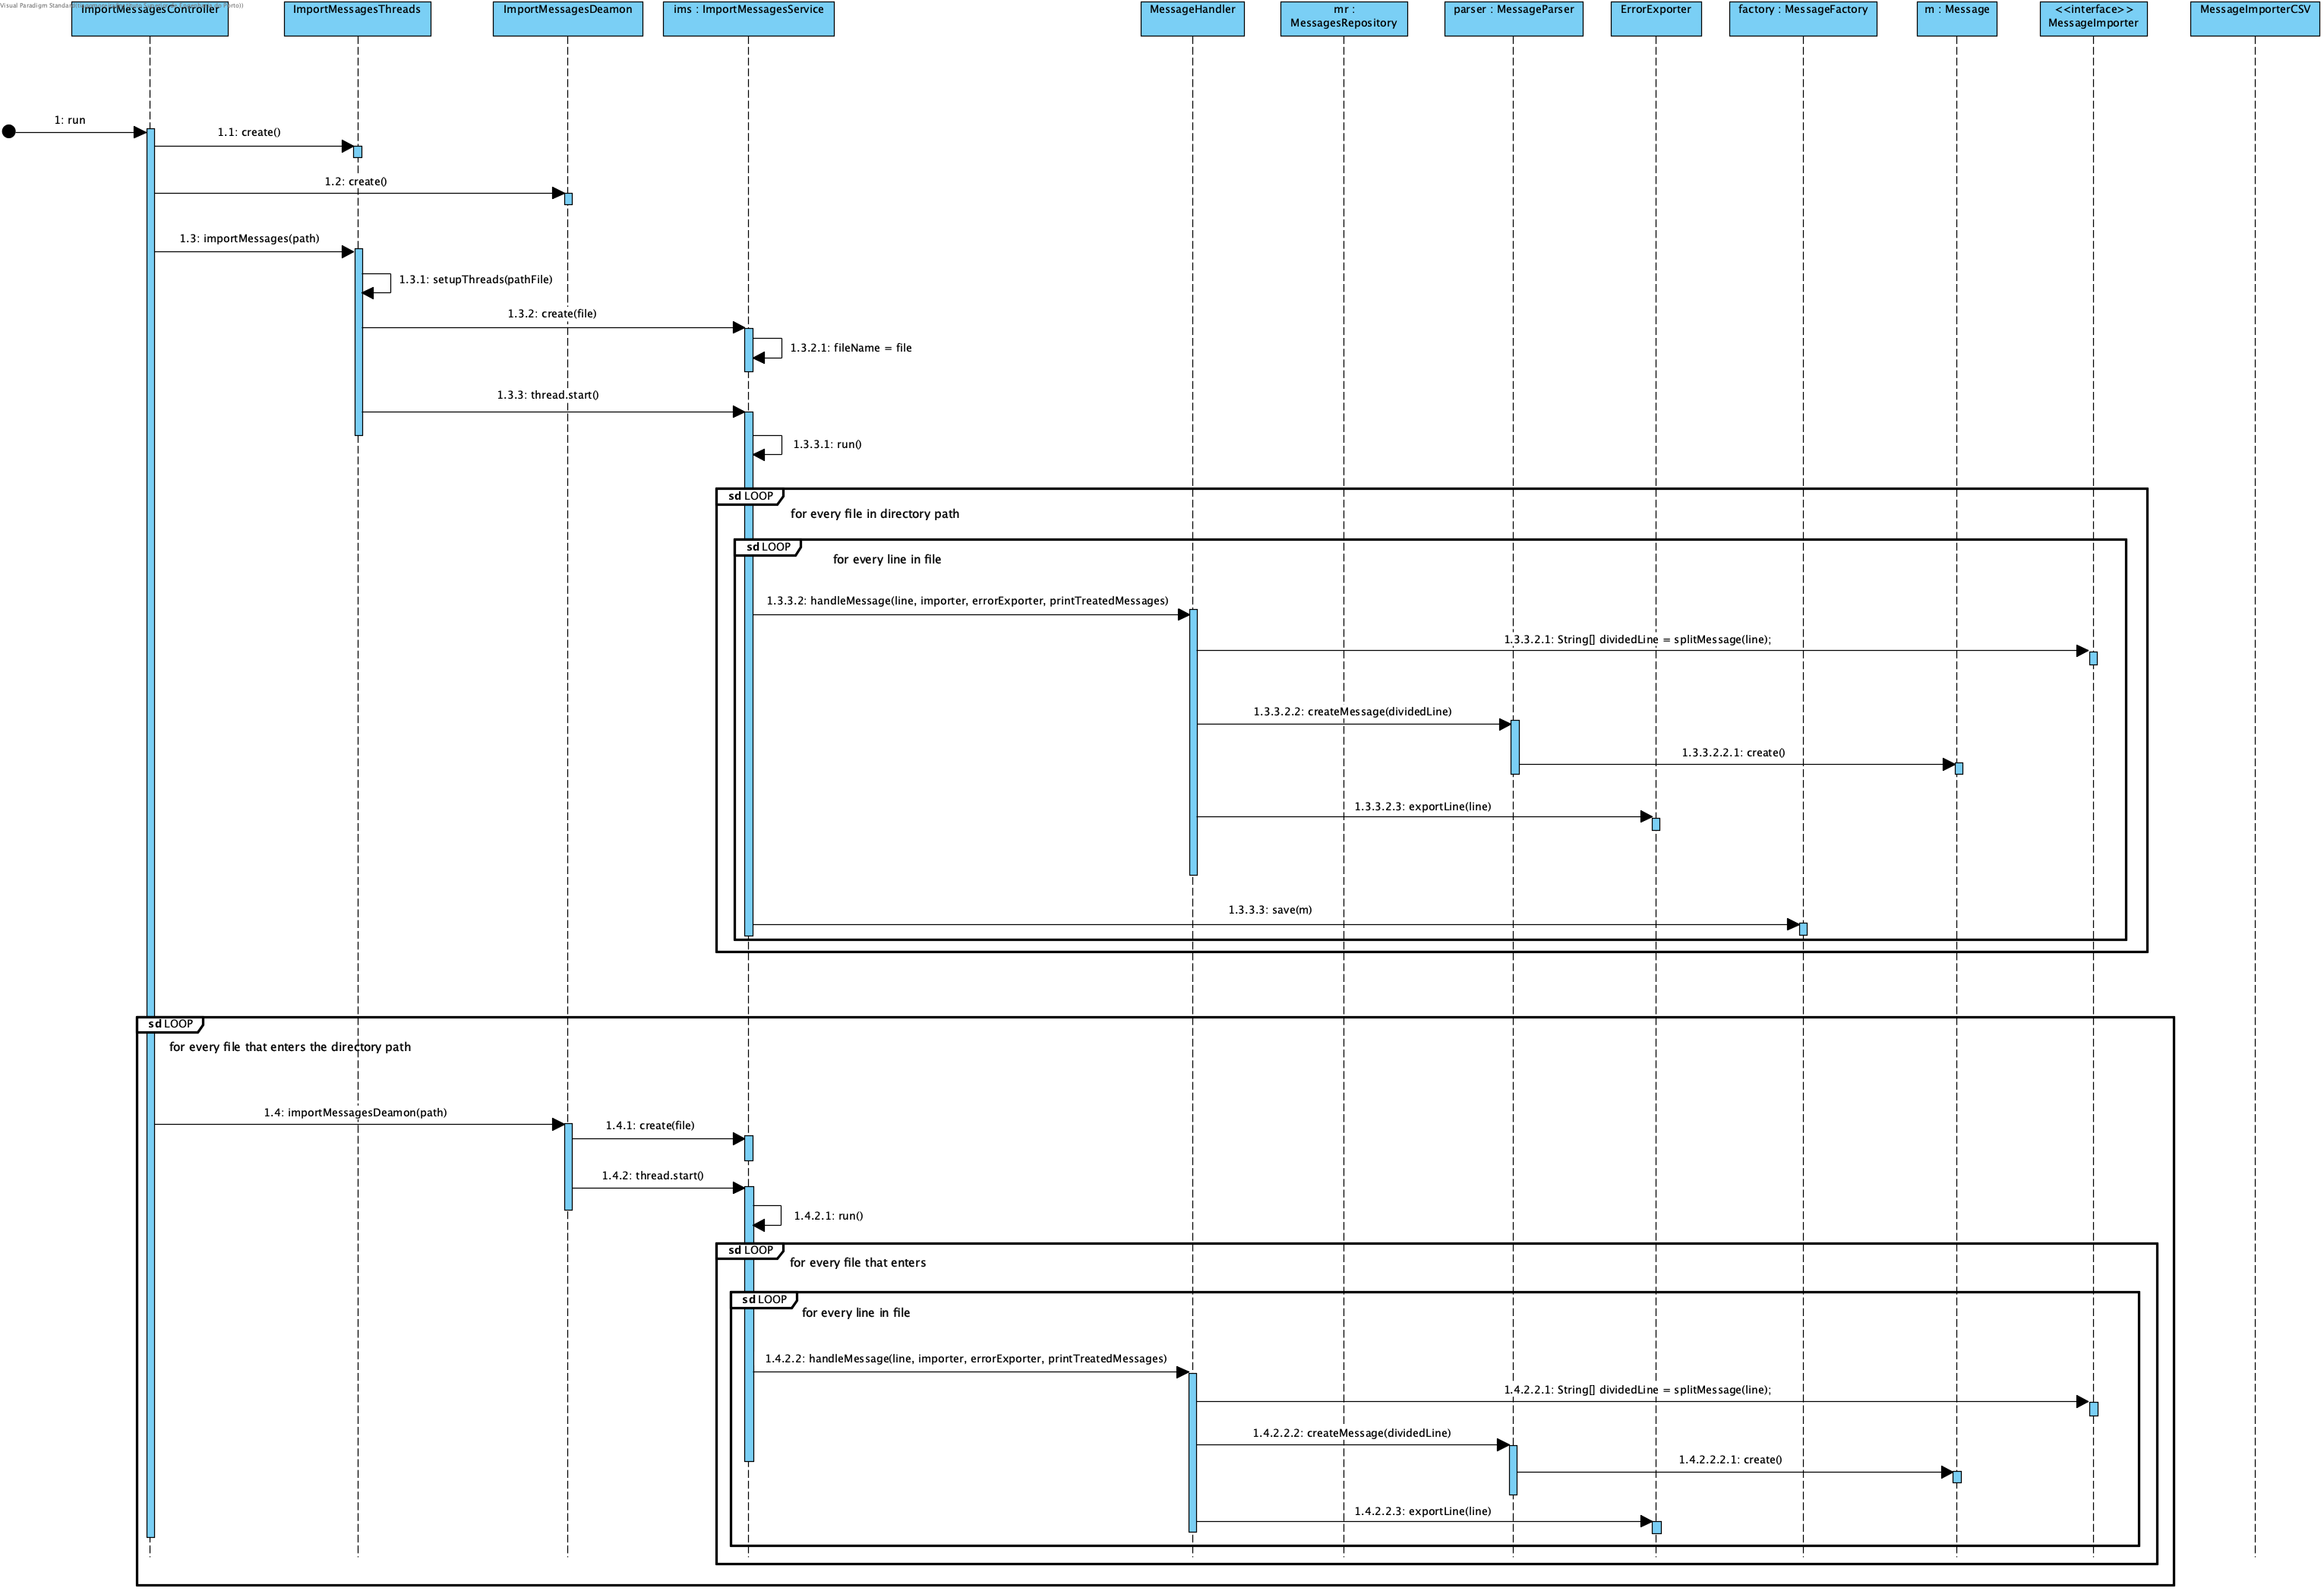 ImportMessagesController
ImportMessagesThreads
ImportMessagesDeamon
ims : ImportMessagesService
MessageHandler
mr :
MessagesRepository
parser : MessageParser
ErrorExporter
factory : MessageFactory
m : Message
<<interface>>
MessageImporter
MessageImporterCSV
1: run
1.1: create()
1.2: create()
1.3: importMessages(path)
1.3.1: setupThreads(pathFile)
1.3.2: create(file)
1.3.2.1: fileName = file
1.3.3: thread.start()
1.3.3.1: run()
sd LOOP
for every file in directory path
sd LOOP
for every line in file
1.3.3.2: handleMessage(line, importer, errorExporter, printTreatedMessages)
1.3.3.2.1: String[] dividedLine = splitMessage(line);
1.3.3.2.2: createMessage(dividedLine)
1.3.3.2.2.1: create()
1.3.3.2.3: exportLine(line)
1.3.3.3: save(m)
sd LOOP
for every file that enters the directory path
1.4: importMessagesDeamon(path)
1.4.1: create(file)
1.4.2: thread.start()
1.4.2.1: run()
sd LOOP
for every file that enters
sd LOOP
for every line in file
1.4.2.2: handleMessage(line, importer, errorExporter, printTreatedMessages)
1.4.2.2.1: String[] dividedLine = splitMessage(line);
1.4.2.2.2: createMessage(dividedLine)
1.4.2.2.2.1: create()
1.4.2.2.3: exportLine(line)